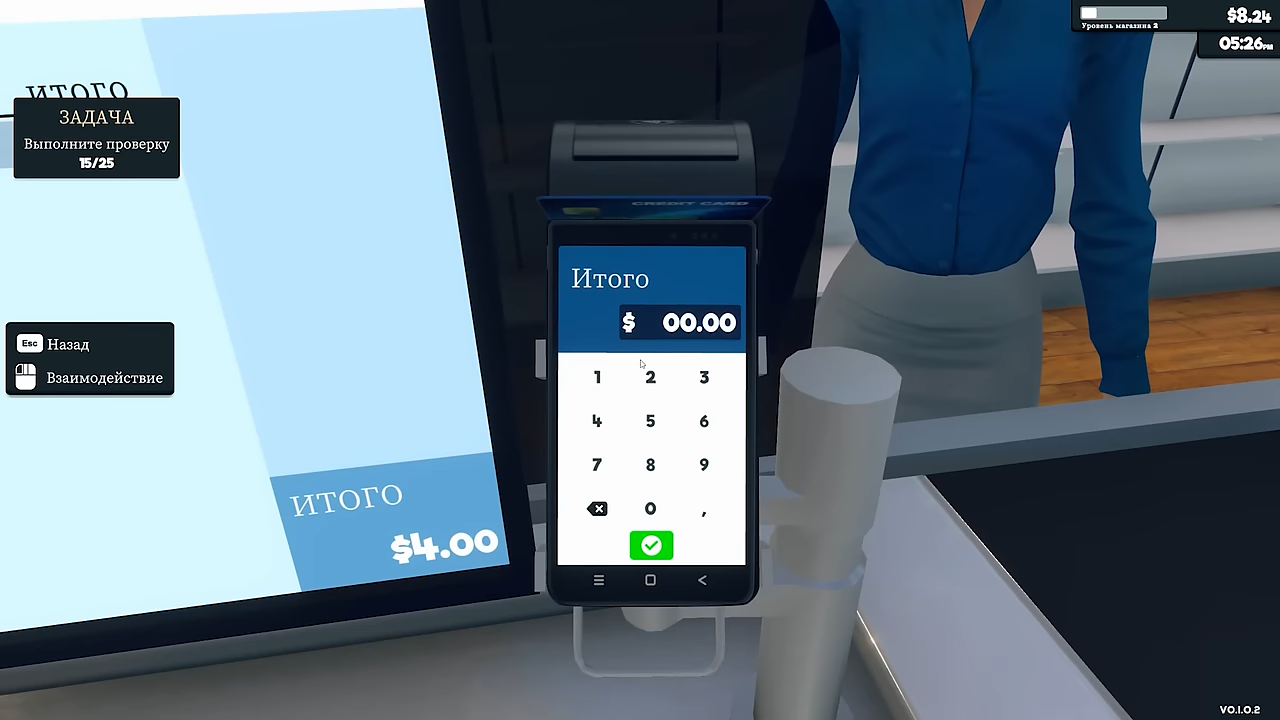 ИТОГО
ЗАДАЧА
Выполните проверку
15/25
Esc Назад
Взаимодействие
ИТОГО
$4.00
CREDIT CARD
Итого
$ 00.00
1 2 3
4 5 6
7 8 9
0 ,
$8.24
Уровень магазина 2
05:26PM
V0.1.0.2